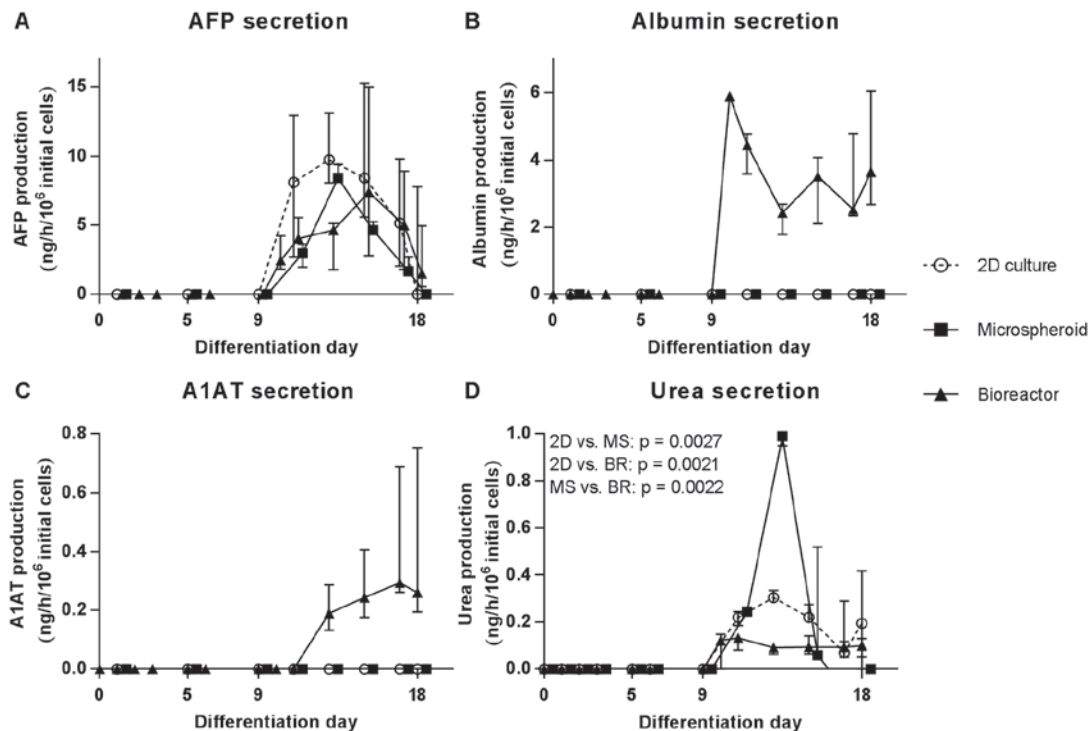 A AFP secretion
AFP production
(ng/h/10⁶ initial cells)
15
10
5
0
0 5 9 18
Differentiation day
B Albumin secretion
Albumin production
(ng/h/10⁶ initial cells)
6
4
2
0
0 5 9 18
Differentiation day
2D culture
Microspheroid
Bioreactor
C A1AT secretion
A1AT production
(ng/h/10⁶ initial cells)
0.8
0.6
0.4
0.2
0.0
0 5 9 18
Differentiation day
D Urea secretion
2D vs. MS: p = 0.0027
2D vs. BR: p = 0.0021
MS vs. BR: p = 0.0022
Urea production
(ng/h/10⁶ initial cells)
1.0
0.8
0.6
0.4
0.2
0.0
0 5 9 18
Differentiation day